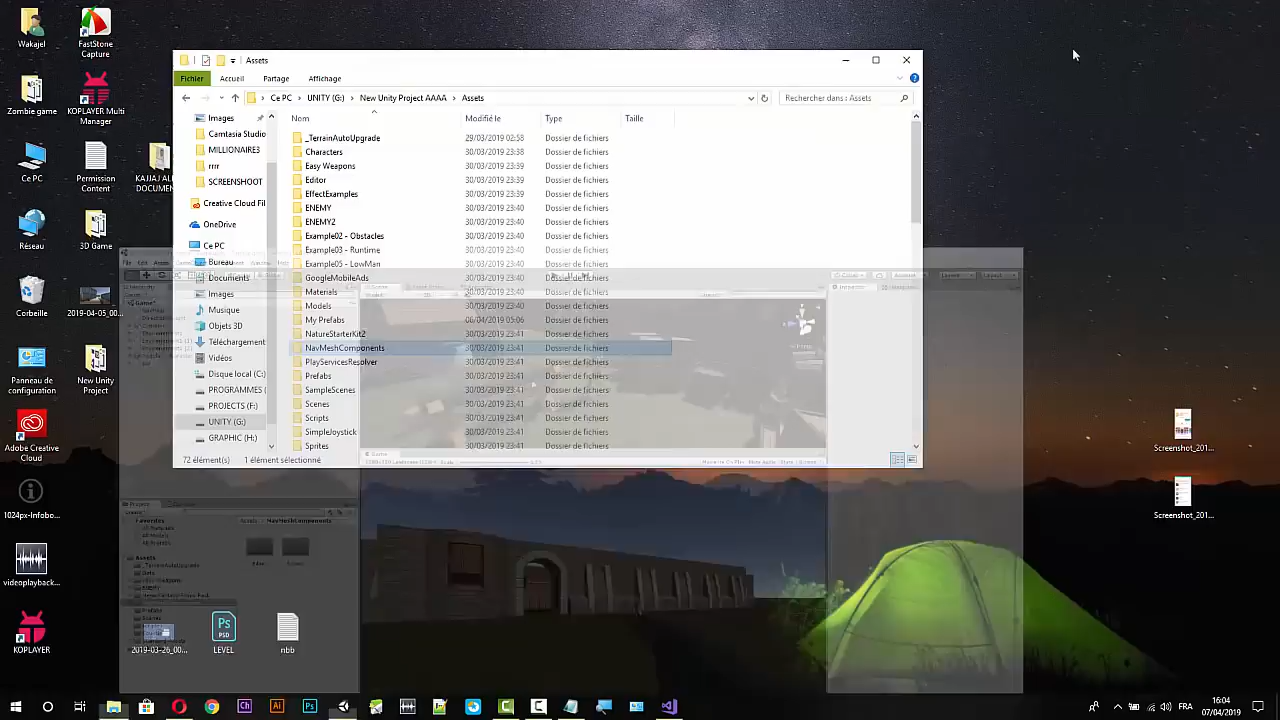 Wakajel
FastStone
Capture
Zombie Game
KOPLAYER Multi
Manager
Ce PC
Permission
Content
KAJJAJ ALI
DOCUMEN
Réseau
3D Game
Corbeille
2019-04-05_00...
Panneau de
configuration
New Unity
Project
Adobe Creative
Cloud
1024px-Infobo...
videoplayback...
KOPLAYER
2019-03-26_00...
LEVEL
nbb
Assets
Fichier
Accueil
Partage
Affichage
Ce PC > UNITY (G:) > New Unity Project AAAA > Assets
Rechercher dans : Assets
Nom
Modifié le
Type
Taille
Images
Camtasia Studio
MILLIONAIRE3
rrrr
SCREENSHOOT
Creative Cloud Fil
OneDrive
Ce PC
Bureau
Documents
Images
Musique
Objets 3D
Téléchargement
Vidéos
Disque local (C:)
PROGRAMMES (
PROJECTS (F:)
UNITY (G:)
GRAPHIC (H:)
_TerrainAutoUpgrade 29/03/2019 02:58 Dossier de fichiers
Characters 30/03/2019 23:38 Dossier de fichiers
Easy Weapons 30/03/2019 23:39 Dossier de fichiers
Editor 30/03/2019 23:39 Dossier de fichiers
EffectExamples 30/03/2019 23:39 Dossier de fichiers
ENEMY 30/03/2019 23:40 Dossier de fichiers
ENEMY2 30/03/2019 23:40 Dossier de fichiers
Example02 - Obstacles 30/03/2019 23:40 Dossier de fichiers
Example03 - Runtime 30/03/2019 23:40 Dossier de fichiers
Example05 - LowMan 30/03/2019 23:40 Dossier de fichiers
GoogleMobileAds 30/03/2019 23:40 Dossier de fichiers
Materials 30/03/2019 23:40 Dossier de fichiers
Models 30/03/2019 23:40 Dossier de fichiers
My Prefabs 06/04/2019 05:06 Dossier de fichiers
NatureStarterKit2 30/03/2019 23:41 Dossier de fichiers
NavMeshComponents 30/03/2019 23:41 Dossier de fichiers
PlayServicesResolver 30/03/2019 23:41 Dossier de fichiers
Prefabs 30/03/2019 23:41 Dossier de fichiers
SampleScenes 30/03/2019 23:41 Dossier de fichiers
Scenes 30/03/2019 23:41 Dossier de fichiers
Scripts 30/03/2019 23:41 Dossier de fichiers
SimpleJoystick 30/03/2019 23:41 Dossier de fichiers
Sprites 30/03/2019 23:41 Dossier de fichiers
72 élément(s)
1 élément sélectionné
Favorites
Assets
NavMeshComponents
Screenshot_201...
Screenshot_201...
FRA
16:04
07/04/2019